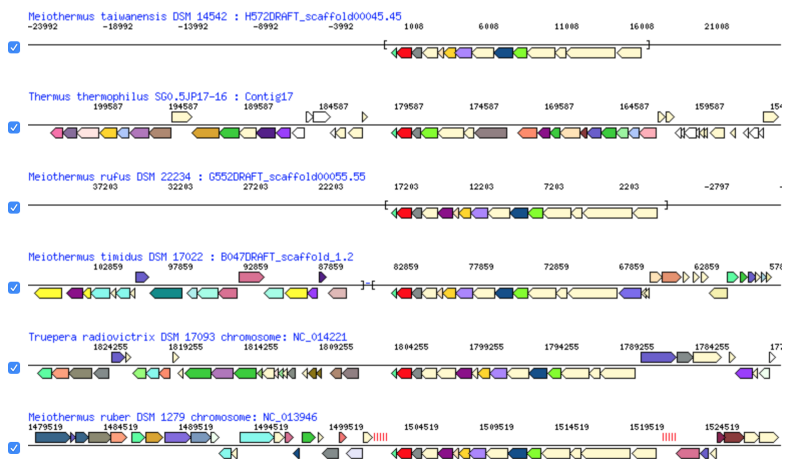 Meiothermus taiwanensis DSM 14542 : H572DRAFT_scaffold00045.45
-23992 -18992 -13992 -8992 -3992 1008 6008 11008 16008 21008
Thermus thermophilus SG0.5JP17-16 : Contig17
199587 194587 189587 184587 179587 174587 169587 164587 159587 154
Meiothermus rufus DSM 22234 : G552DRAFT_scaffold00055.55
37203 32203 27203 22203 17203 12203 7203 2203 -2797
Meiothermus timidus DSM 17022 : B047DRAFT_scaffold_1.2
102859 97859 92859 87859 82859 77859 72859 67859 62859 578
Truepera radiovictrix DSM 17093 chromosome: NC_014221
1824255 1819255 1814255 1809255 1804255 1799255 1794255 1789255 1784255 177
Meiothermus ruber DSM 1279 chromosome: NC_013946
1479519 1484519 1489519 1494519 1499519 1504519 1509519 1514519 1519519 1524519